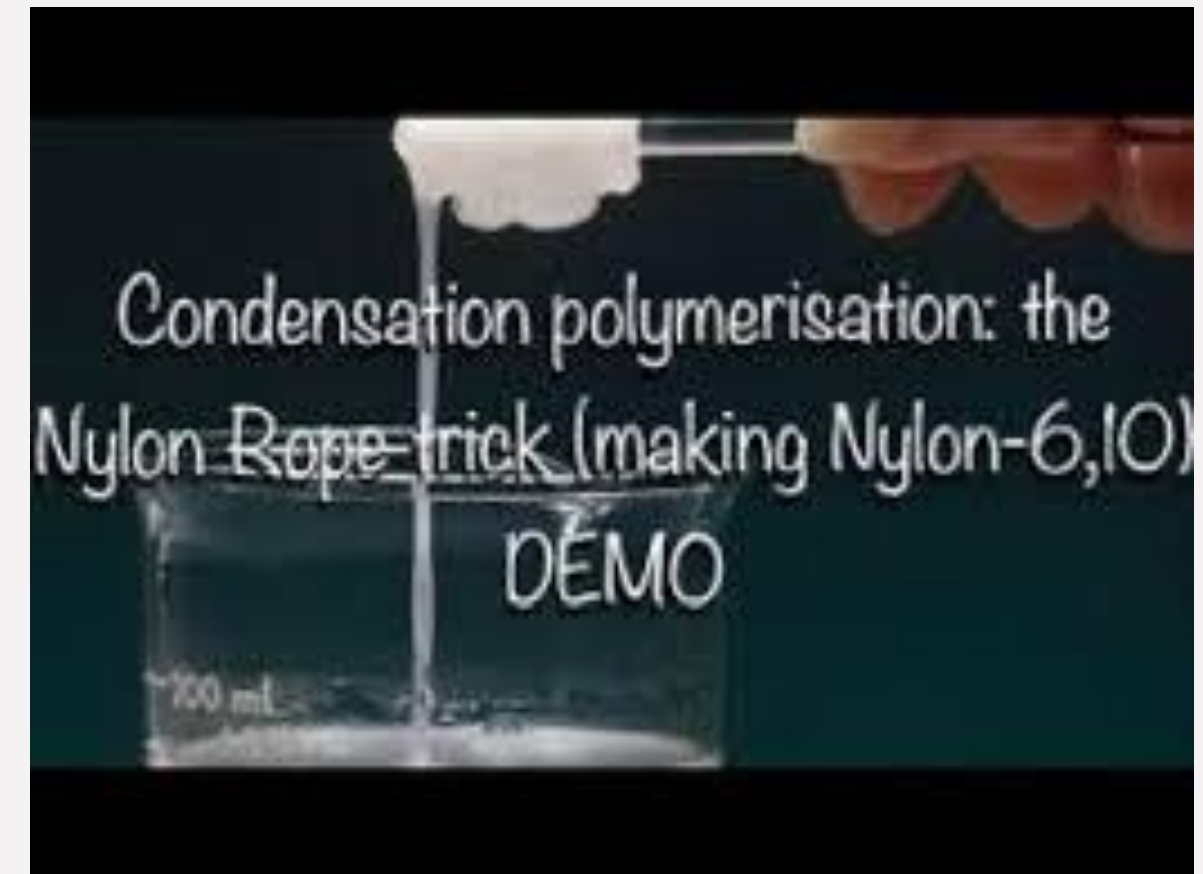 Condensation polymerisation: the
Nylon Rope trick (making Nylon-6,10)
DEMO
100 mL